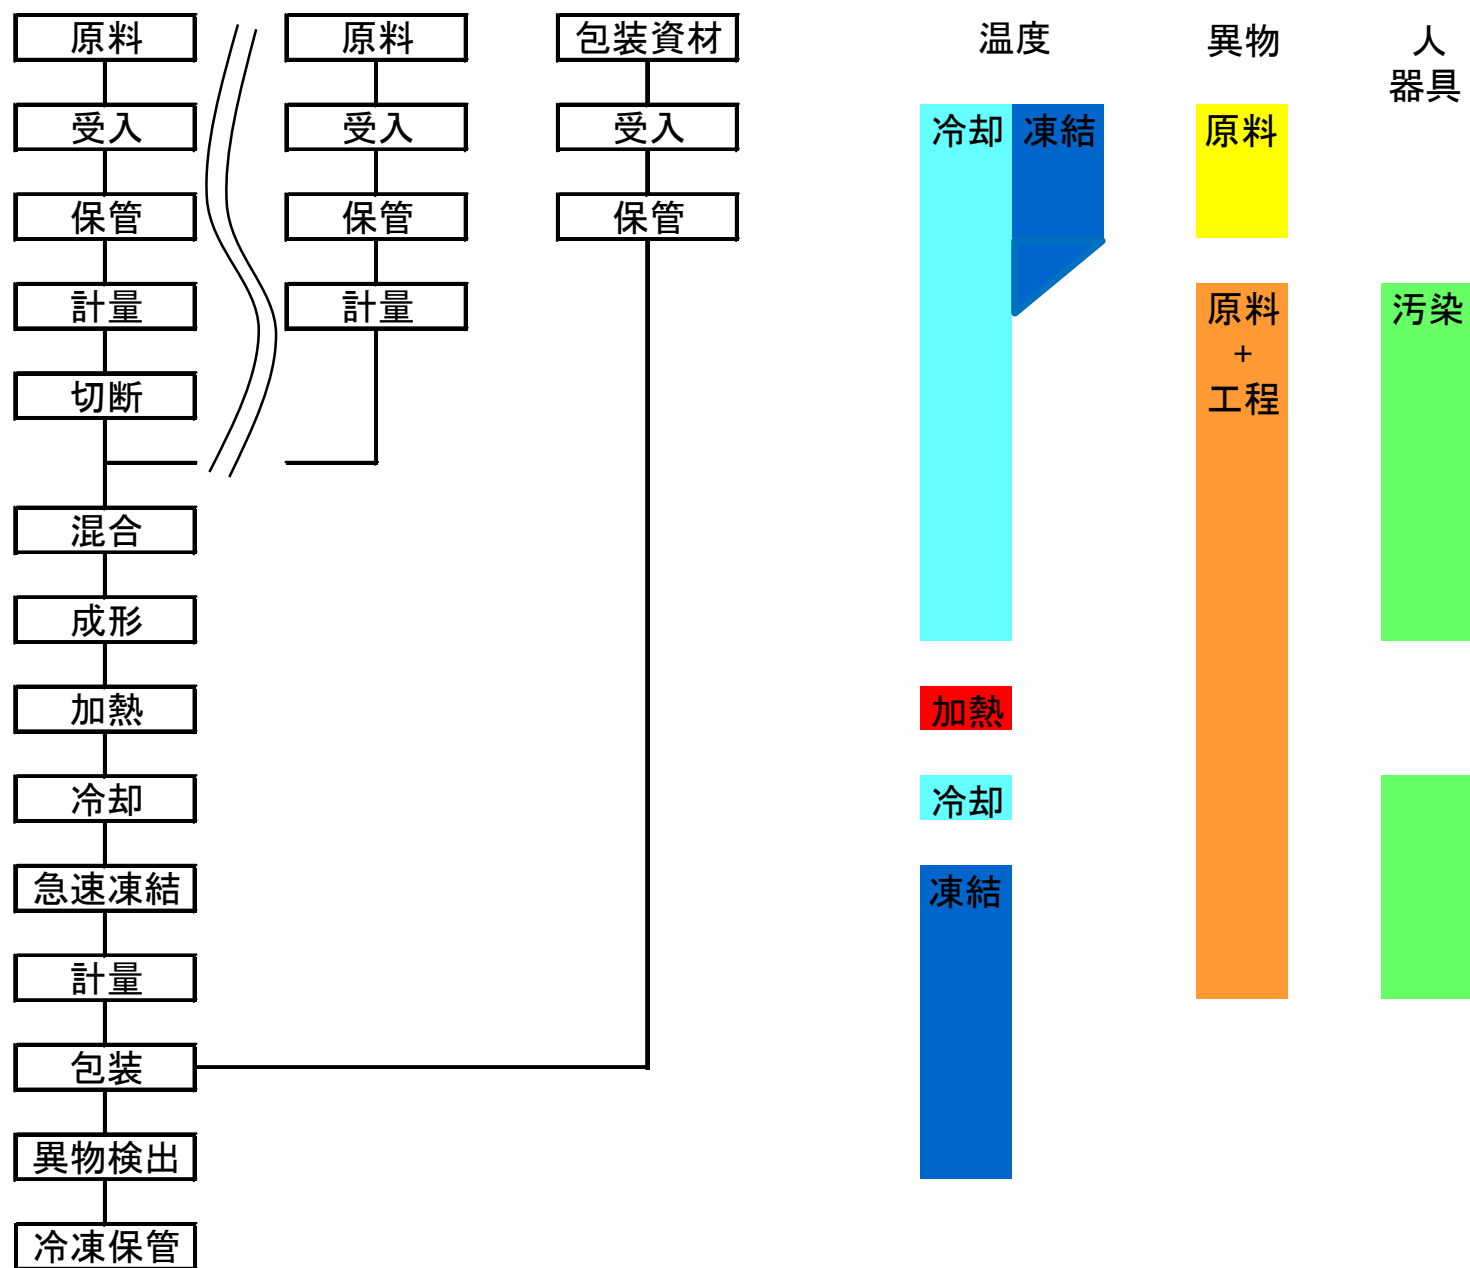 原料
原料
包装資材
温度
異物
人
器具
受入
受入
受入
冷却
凍結
原料
保管
保管
保管
計量
計量
原料
+
工程
汚染
切断
混合
成形
加熱
加熱
冷却
冷却
急速凍結
凍結
計量
包装
異物検出
冷凍保管